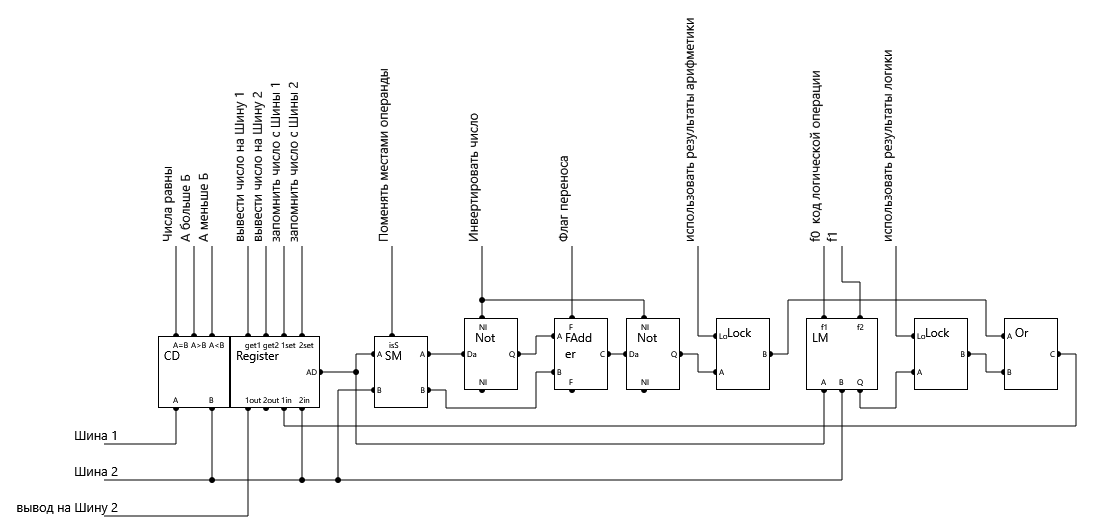 Числа равны
А больше Б
А меньше Б
вывести число на Шину 1
вывести число на Шину 2
запомнить число с Шины 1
запомнить число с Шины 2
Поменять местами операнды
Инвертировать число
Флаг переноса
использовать результаты арифметики
f0 код логической операции
f1
использовать результаты логики
A=B A>B A<B
CD
A B
get1 get2 1set 2set
Register
AD
1out 2out 1in 2in
isS
SM
A A
B B
NI
Not
Da Q
NI
F
FAdd
er
A
B
C
F
NI
Not
Da Q
NI
Lock
Lo
B
A
f1 f2
LM
A B Q
Lock
Lo
B
A
Or
A
B
C
Шина 1
Шина 2
вывод на Шину 2